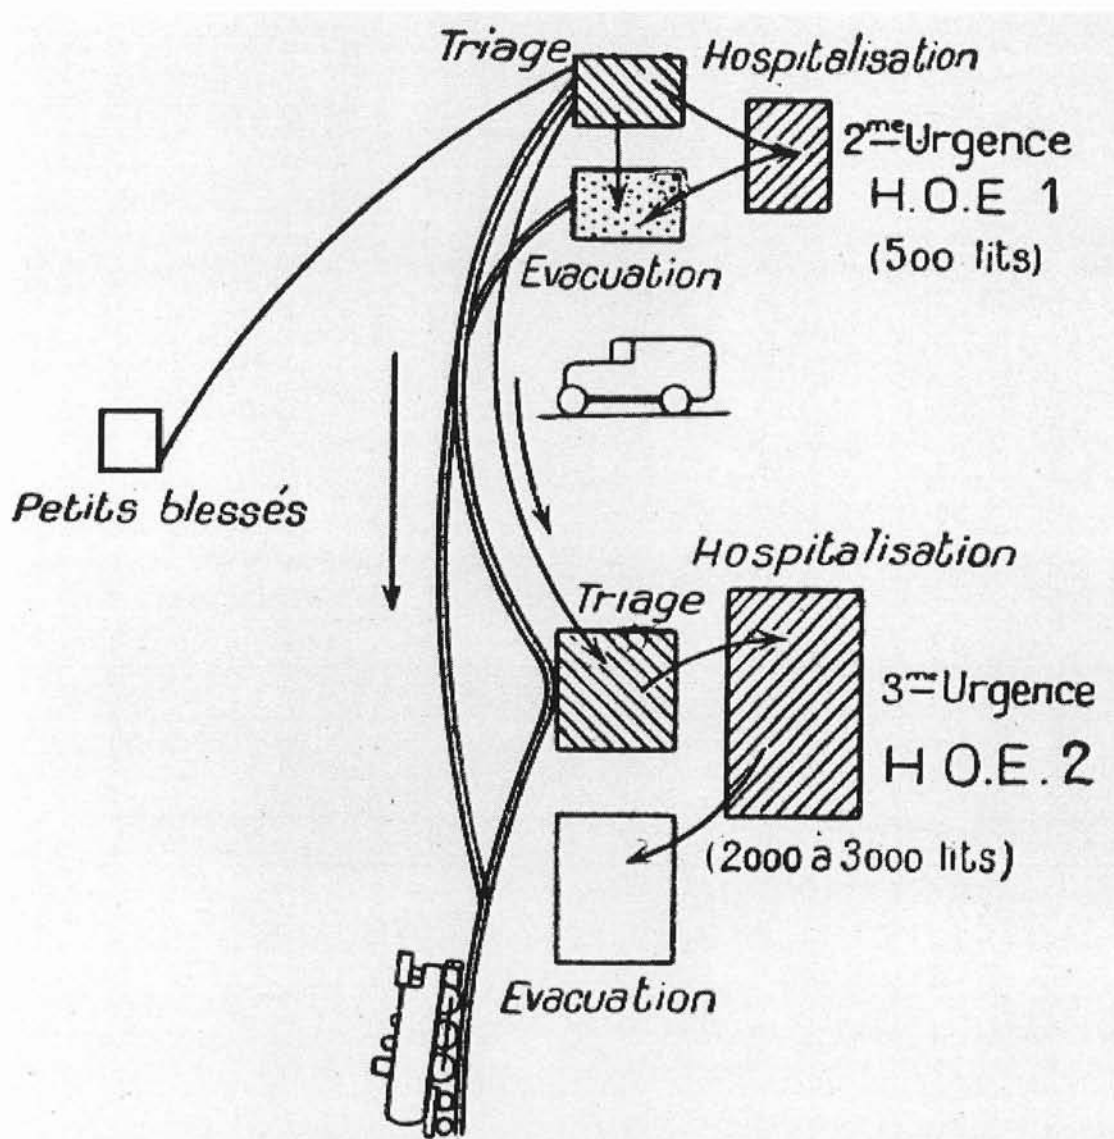 Triage
Hospitalisation
2me Urgence
H.O.E 1
(500 lits)
Evacuation
Petits blessés
Hospitalisation
Triage
3me Urgence
H O.E. 2
(2000 a 3000 lits)
Evacuation